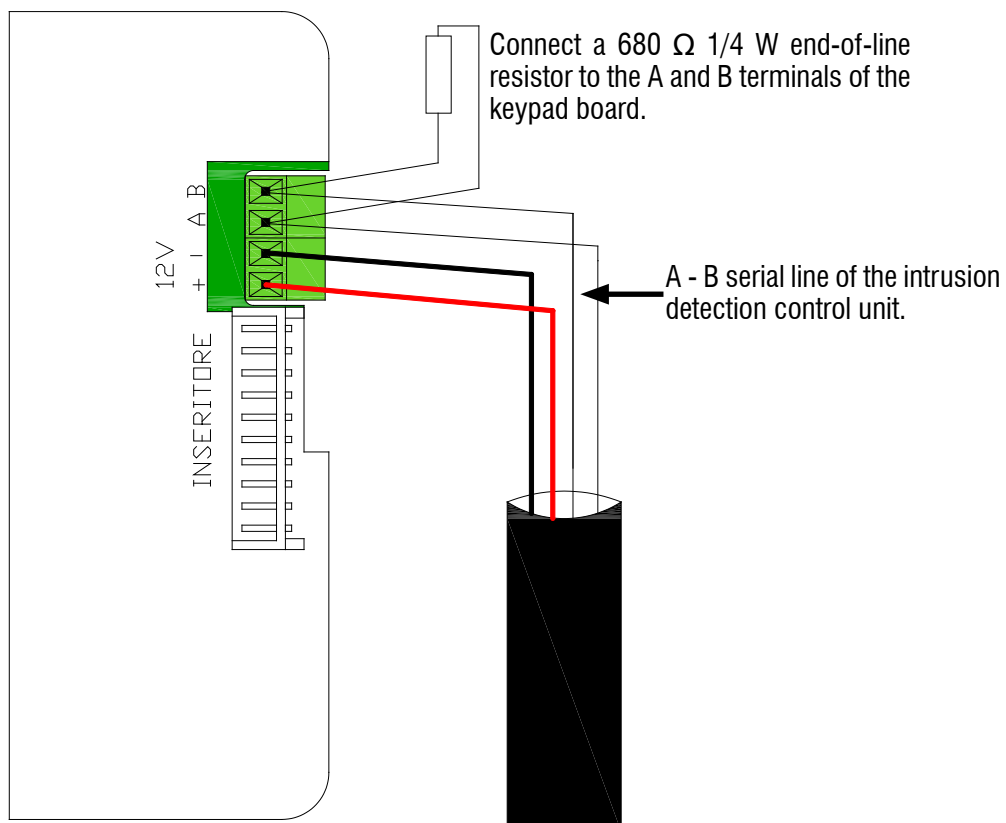 Connect a 680 Ω 1/4 W end-of-line
resistor to the A and B terminals of the
keypad board.
B
A
12V
-
+
A - B serial line of the intrusion
detection control unit.
INSERITORE